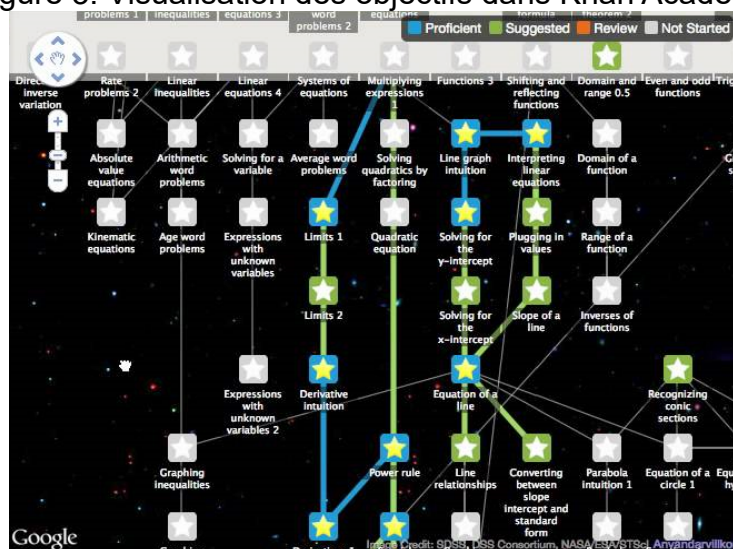 Visualisation des objectifs dans Khan
problems 1
inequalities
equations 3
word
problems 2
equations
formula
theorem 2
Proficient
Suggested
Review
Not Started
inverse
variation
Rate
problems 2
Linear
inequalities
Linear
equations 4
Systems of
equations
Multiplying
expressions
1
Functions 3
Shifting and
reflecting
functions
Domain and
range 0.5
Even and odd
functions
Absolute
value
equations
Arithmetic
word
problems
Solving for a
variable
Average word
problems
Solving
quadratics by
factoring
Line graph
intuition
Interpreting
linear
equations
Domain of a
function
Kinematic
equations
Age word
problems
Expressions
with
unknown
variables
Limits 1
Quadratic
equation
Solving for
the
y-intercept
Plugging in
values
Range of a
function
Limits 2
Solving for
the
x-intercept
Slope of a
line
Inverses of
functions
Expressions
with
unknown
variables 2
Derivative
intuition
Equation of a
line
Recognizing
conic
sections
Graphing
inequalities
Power rule
Line
relationships
Converting
between
slope
intercept and
standard
form
Parabola
intuition 1
Equation of a
circle 1
Google
Image Credit: SDSS, DSS Consortium, NASA/ESA/STScI